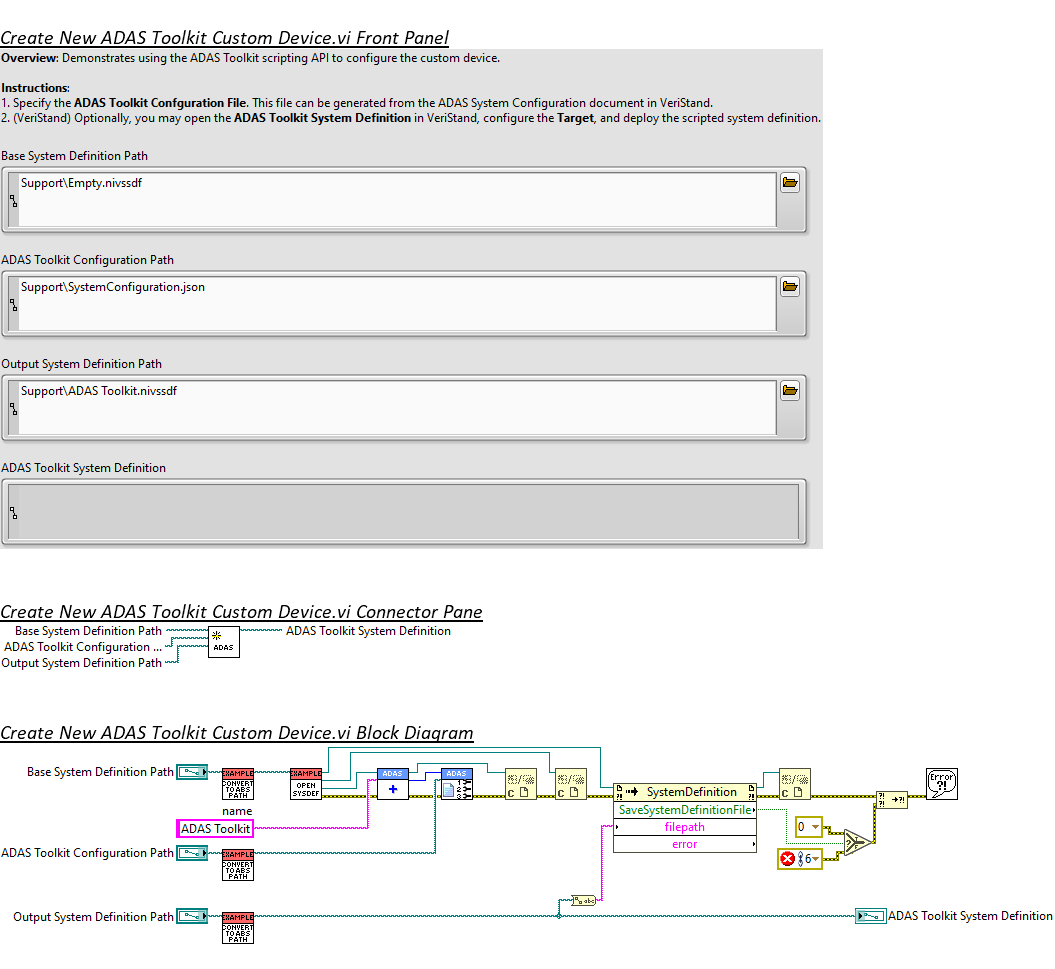 Create New ADAS Toolkit Custom Device.vi Front Panel
Overview: Demonstrates using the ADAS Toolkit scripting API to configure the custom device.
Instructions:
1. Specify the ADAS Toolkit Confguration File. This file can be generated from the ADAS System Configuration document in VeriStand.
2. (VeriStand) Optionally, you may open the ADAS Toolkit System Definition in VeriStand, configure the Target, and deploy the scripted system definition.
Base System Definition Path
Support\Empty.nivssdf
ADAS Toolkit Configuration Path
Support\SystemConfiguration.json
Output System Definition Path
Support\ADAS Toolkit.nivssdf
ADAS Toolkit System Definition
Create New ADAS Toolkit Custom Device.vi Connector Pane
Base System Definition Path
ADAS Toolkit System Definition
ADAS Toolkit Configuration ...
ADAS
Output System Definition Path
Create New ADAS Toolkit Custom Device.vi Block Diagram
Base System Definition Path
EXAMPLE
CONVERT
TO ABS
PATH
EXAMPLE
OPEN
SYSDEF
ADAS
+
ADAS
1
2
3
C
C
SystemDefinition
SaveSystemDefinitionFile
filepath
error
C
Error
?!
name
ADAS Toolkit
0
6
?
T
F
?!
?!
?!
ADAS Toolkit Configuration Path
EXAMPLE
CONVERT
TO ABS
PATH
Output System Definition Path
EXAMPLE
CONVERT
TO ABS
PATH
abc
ADAS Toolkit System Definition